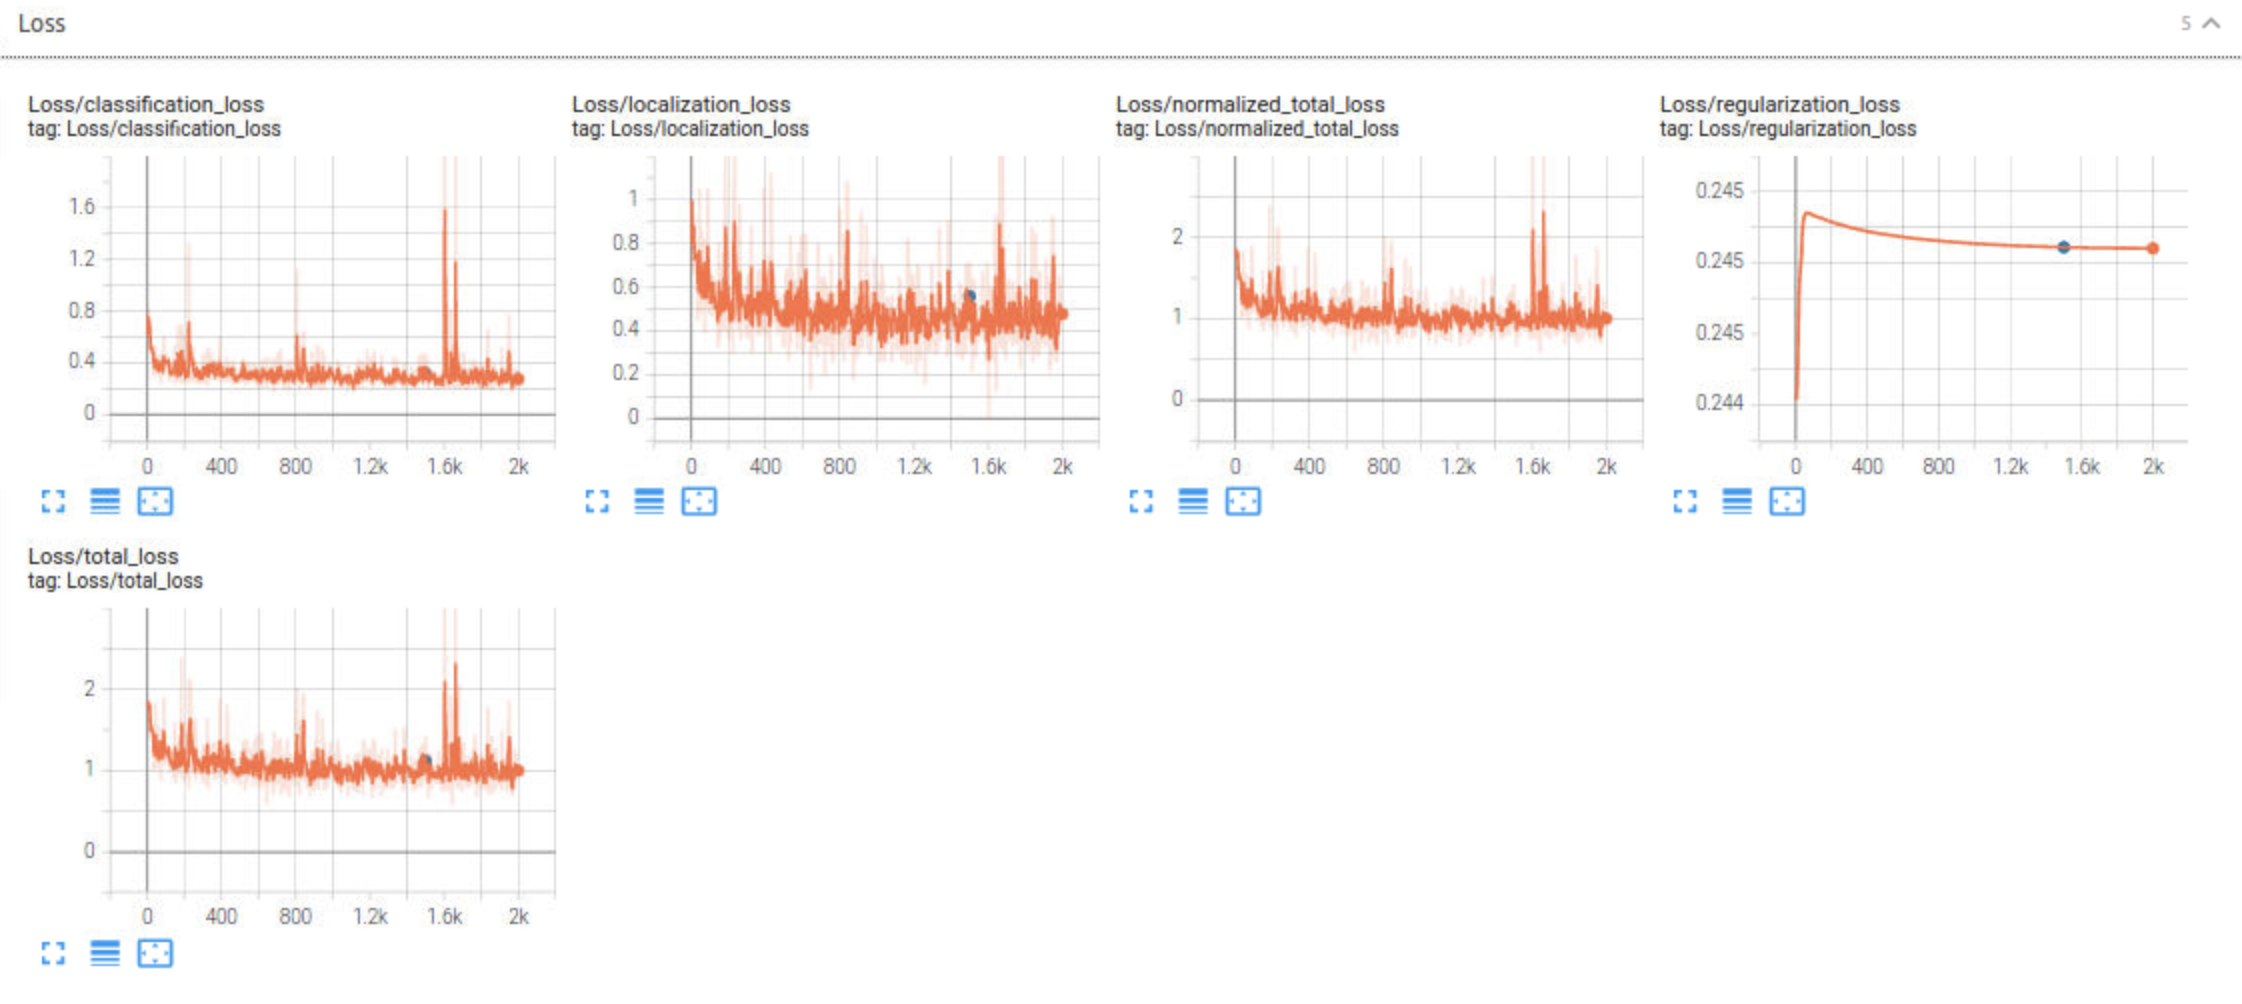 Loss
5
Loss/classification_loss
tag: Loss/classification_loss
1.6
1.2
0.8
0.4
0
0 400 800 1.2k 1.6k 2k
Loss/localization_loss
tag: Loss/localization_loss
1
0.8
0.6
0.4
0.2
0
0 400 800 1.2k 1.6k 2k
Loss/normalized_total_loss
tag: Loss/normalized_total_loss
2
1
0
0 400 800 1.2k 1.6k 2k
Loss/regularization_loss
tag: Loss/regularization_loss
0.245
0.245
0.245
0.244
0 400 800 1.2k 1.6k 2k
Loss/total_loss
tag: Loss/total_loss
2
1
0
0 400 800 1.2k 1.6k 2k